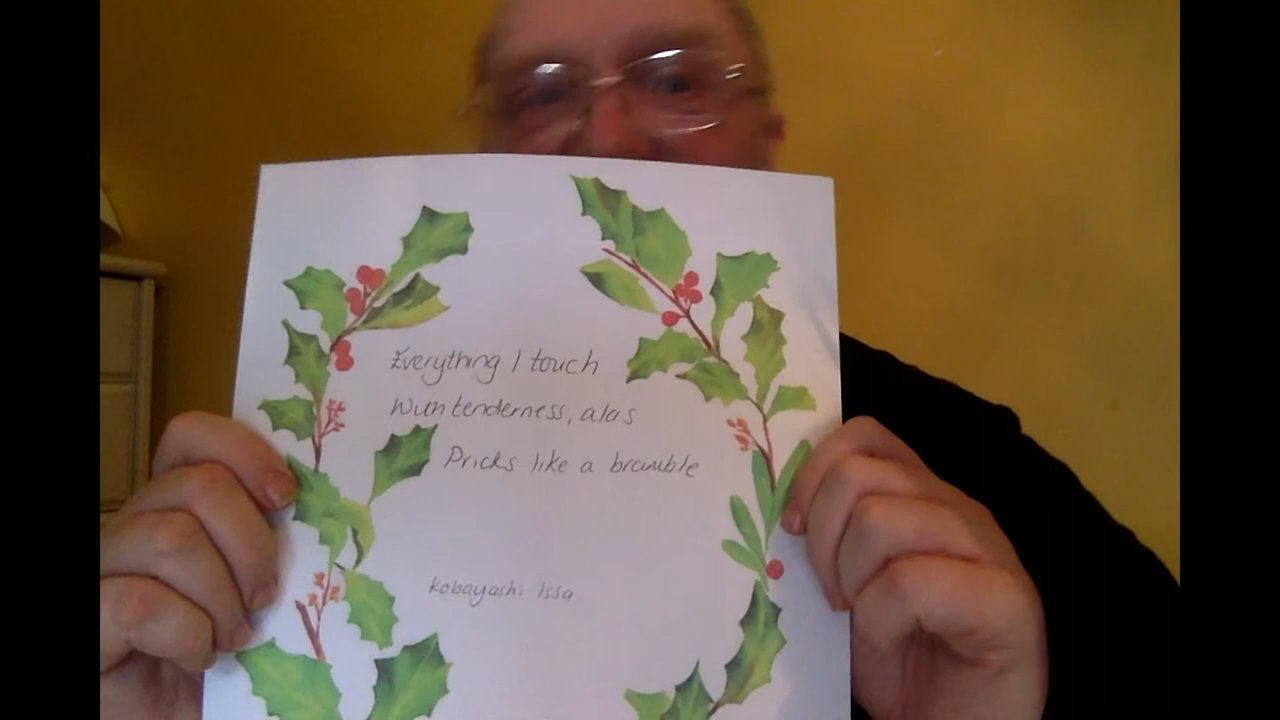 Everything I touch
With tenderness, alas
Pricks like a bramble
Kobayashi Issa